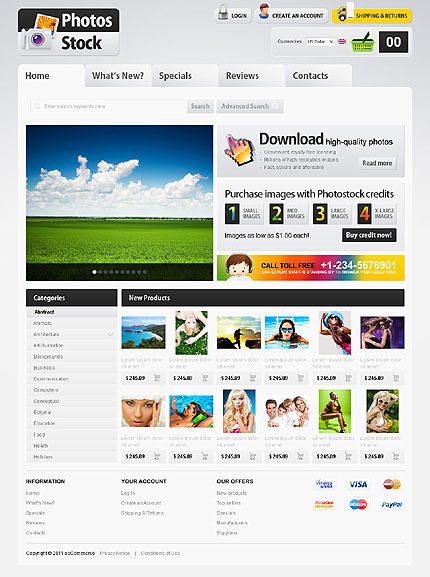 Photos
Stock
LOGIN
CREATE AN ACCOUNT
SHIPPING & RETURNS
Currencies
US Dollar
00
Home
What's New?
Specials
Reviews
Contacts
Enter search keywords here
Search
Advanced Search
Download high-quality photos
- Convenient, royalty-free licensing
- Millions of high-resolution images
- Fast, secure and affordable
Read more
Purchase images with Photostock credits
1 SMALL IMAGES
2 MED IMAGES
3 LARGE IMAGES
4 X-LARGE IMAGES
Images as low as $1.00 each!
Buy credit now!
CALL TOLL FREE +1-234-5678901
OUR EXPERT STAFF IS STANDING BY TO ANSWER YOUR QUESTIONS
Categories
Abstract
Animals
Architecture
Art/Illustration
Backgrounds
Business
Communication
Computers
Conceptual
Editorial
Education
Food
Health
Holidays
New Products
Lorem ipsum dolor sit amet
Lorem ipsum dolor sit amet
Lorem ipsum dolor sit amet
Lorem ipsum dolor sit amet
Lorem ipsum dolor sit amet
Lorem ipsum dolor sit amet
$ 245.89
$ 245.89
$ 245.89
$ 245.89
$ 245.89
$ 245.89
Lorem ipsum dolor sit amet
Lorem ipsum dolor sit amet
Lorem ipsum dolor sit amet
Lorem ipsum dolor sit amet
Lorem ipsum dolor sit amet
Lorem ipsum dolor sit amet
$ 245.89
$ 245.89
$ 245.89
$ 245.89
$ 245.89
$ 245.89
INFORMATION
Home
What's New?
Specials
Reviews
Contacts
YOUR ACCOUNT
Log In
Create an Account
Shipping & Returns
OUR OFFERS
New products
Top sellers
Specials
Manufacturers
Suppliers
VISA
PayPal
Copyright © 2011 osCommerce
Privacy Notice
|
Conditions of Use